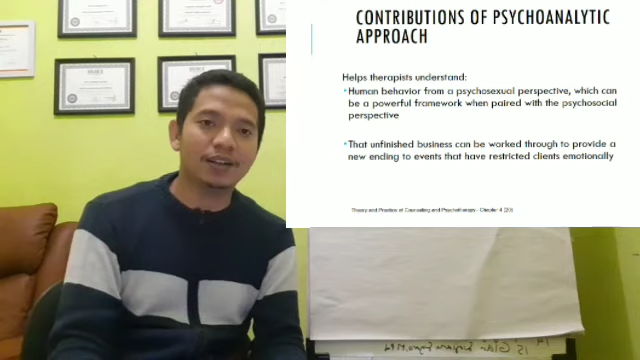 CONTRIBUTIONS OF PSYCHOANALYTIC
APPROACH
Helps therapists understand:
•Human behavior from a psychosexual perspective, which can
be a powerful framework when paired with the psychosocial
perspective
•That unfinished business can be worked through to provide a
new ending to events that have restricted clients emotionally
Theory and Practice of Counseling and Psychotherapy - Chapter 4 (20)